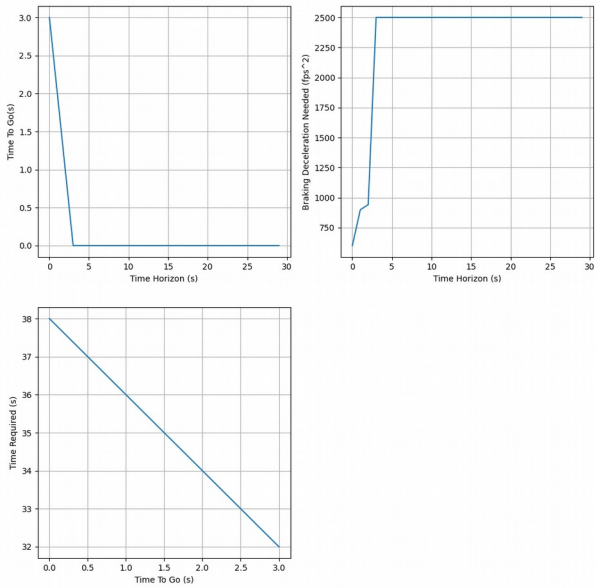 3.0
2.5
2.0
1.5
1.0
0.5
0.0
Time To Go(s)
0 5 10 15 20 25 30
Time Horizon (s)
2500
2250
2000
1750
1500
1250
1000
750
Braking Deceleration Needed (fps^2)
0 5 10 15 20 25 30
Time Horizon (s)
38
37
36
35
34
33
32
Time Required (s)
0.0 0.5 1.0 1.5 2.0 2.5 3.0
Time To Go (s)